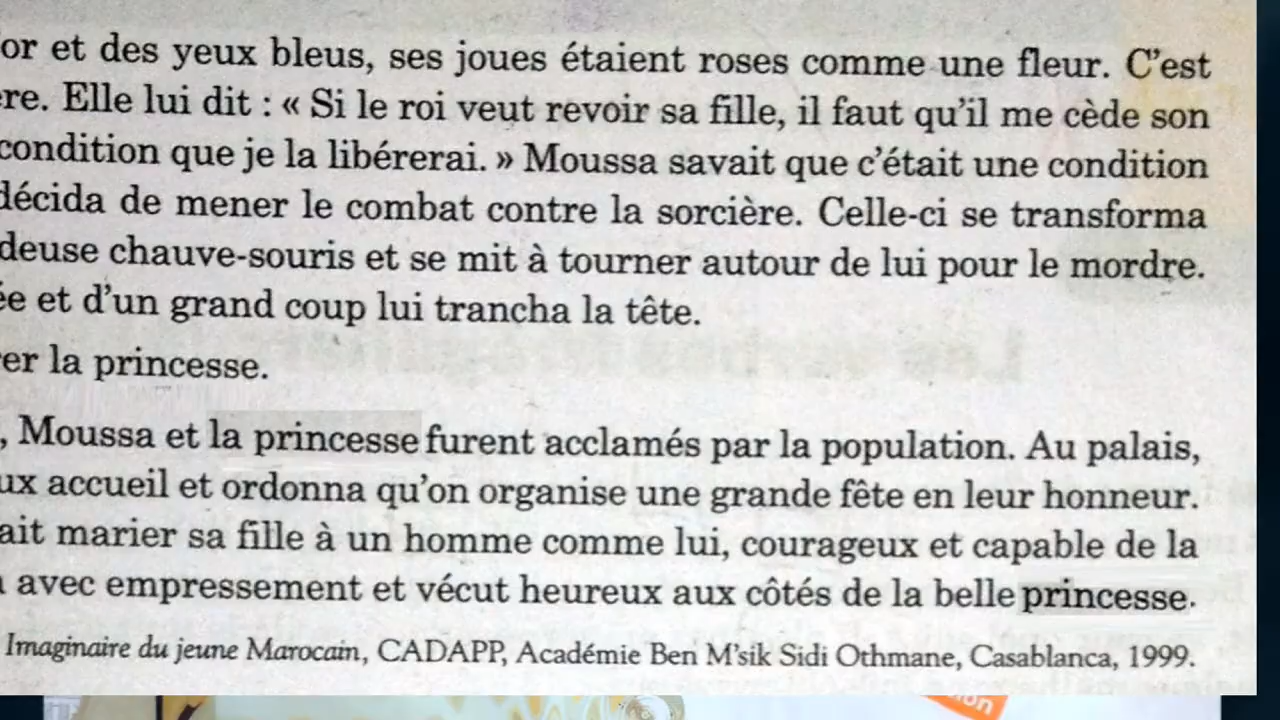 or et des yeux bleus, ses joues étaient roses comme une fleur. C'est
re. Elle lui dit : « Si le roi veut revoir sa fille, il faut qu'il me cède son
condition que je la libérerai. » Moussa savait que c'était une condition
décida de mener le combat contre la sorcière. Celle-ci se transforma
deuse chauve-souris et se mit à tourner autour de lui pour le mordre.
ée et d'un grand coup lui trancha la tête.
er la princesse.
, Moussa et la princesse furent acclamés par la population. Au palais,
ux accueil et ordonna qu'on organise une grande fête en leur honneur.
ait marier sa fille à un homme comme lui, courageux et capable de la
avec empressement et vécut heureux aux côtés de la belle princesse.
Imaginaire du jeune Marocain, CADAPP, Académie Ben M'sik Sidi Othmane, Casablanca, 1999.